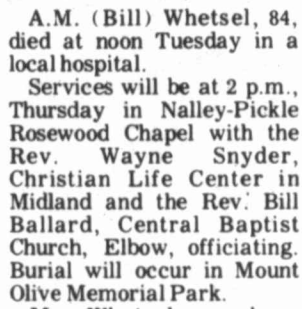 A.M. (Bill) Whetsel, 84,
died at noon Tuesday in a
local hospital.
Services will be at 2 p.m.,
Thursday in Nalley-Pickle
Rosewood Chapel with the
Rev. Wayne Snyder,
Christian Life Center in
Midland and the Rev. Bill
Ballard, Central Baptist
Church, Elbow, officiating.
Burial will occur in Mount
Olive Memorial Park.